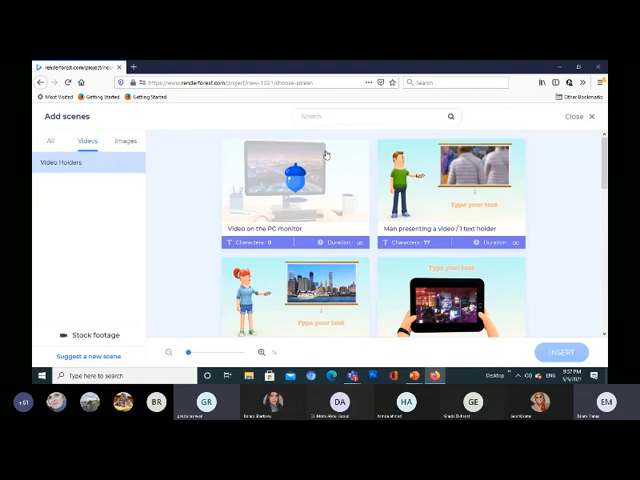 renderforest.com/project/new
https://www.renderforest.com/project/new-1021/choose-screen
Search
Most Visited
Getting Started
Getting Started
Other Bookmarks
Add scenes
Search
Close
All
Videos
Images
Video Holders
Video on the PC monitor
Characters 0
Duration:
Type your text
Man presenting a video / 1 text holder
Characters 77
Duration:
Type your text
Type your text
Stock footage
Suggest a new scene
1x
INSERT
Type here to search
Desktop
ENG
9:37 PM
+61
BR
GR
DA
HA
GE
EM